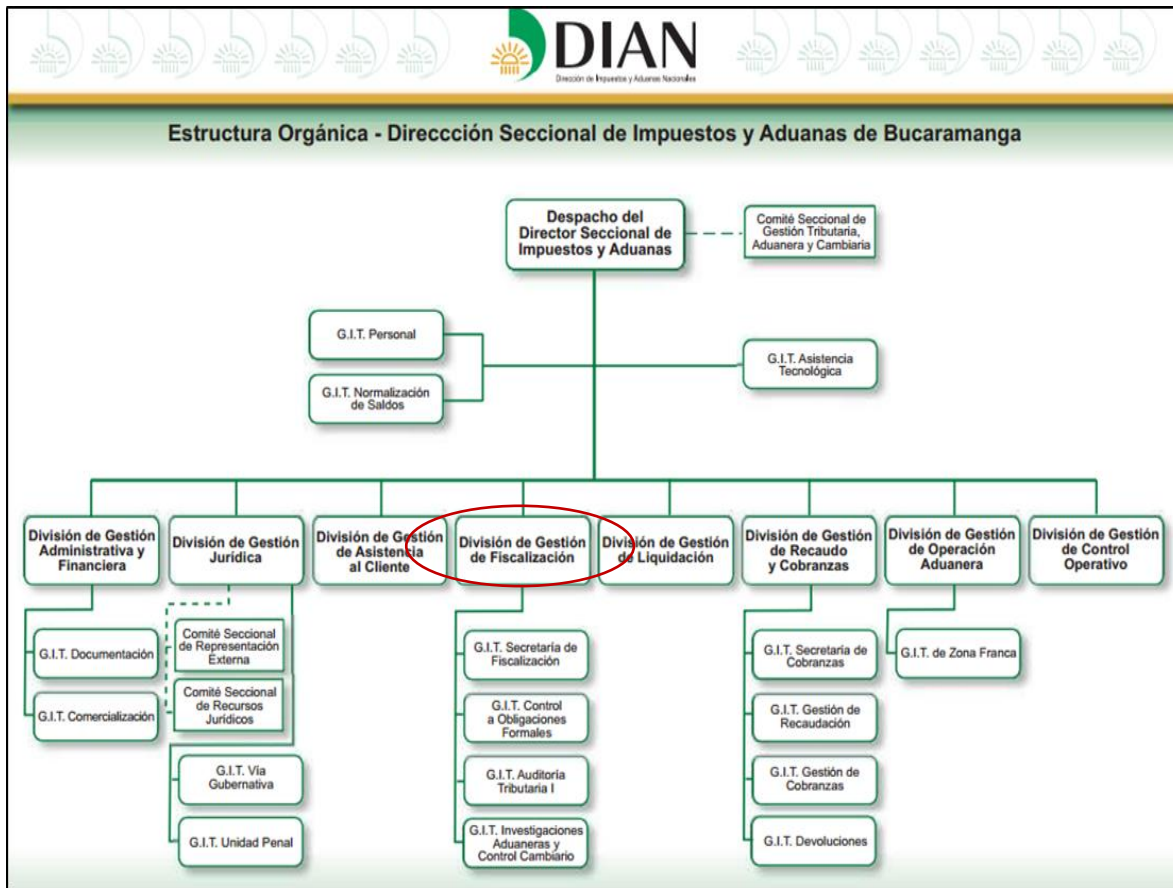 DIAN
Dirección de Impuestos y Aduanas Nacionales
Estructura Orgánica - Direccción Seccional de Impuestos y Aduanas de Bucaramanga
Despacho del
Director Seccional de
Impuestos y Aduanas
Comité Seccional de
Gestión Tributaria,
Aduanera y Cambiaria
G.I.T. Personal
G.I.T. Normalización
de Saldos
G.I.T. Asistencia
Tecnológica
División de Gestión
Administrativa y
Financiera
División de Gestión
Jurídica
División de Gestión
de Asistencia
al Cliente
División de Gestión
de Fiscalización
División de Gestión
de Liquidación
División de Gestión
de Recaudo
y Cobranzas
División de Gestión
de Operación
Aduanera
División de Gestión
de Control
Operativo
G.I.T. Documentación
G.I.T. Comercialización
Comité Seccional
de Representación
Externa
Comité Seccional
de Recursos
Jurídicos
G.I.T. Vía
Gubernativa
G.I.T. Unidad Penal
G.I.T. Secretaría de
Fiscalización
G.I.T. Control
a Obligaciones
Formales
G.I.T. Auditoría
Tributaria I
G.I.T. Investigaciones
Aduaneras y
Control Cambiario
G.I.T. Secretaría de
Cobranzas
G.I.T. Gestión de
Recaudación
G.I.T. Gestión de
Cobranzas
G.I.T. Devoluciones
G.I.T. de Zona Franca